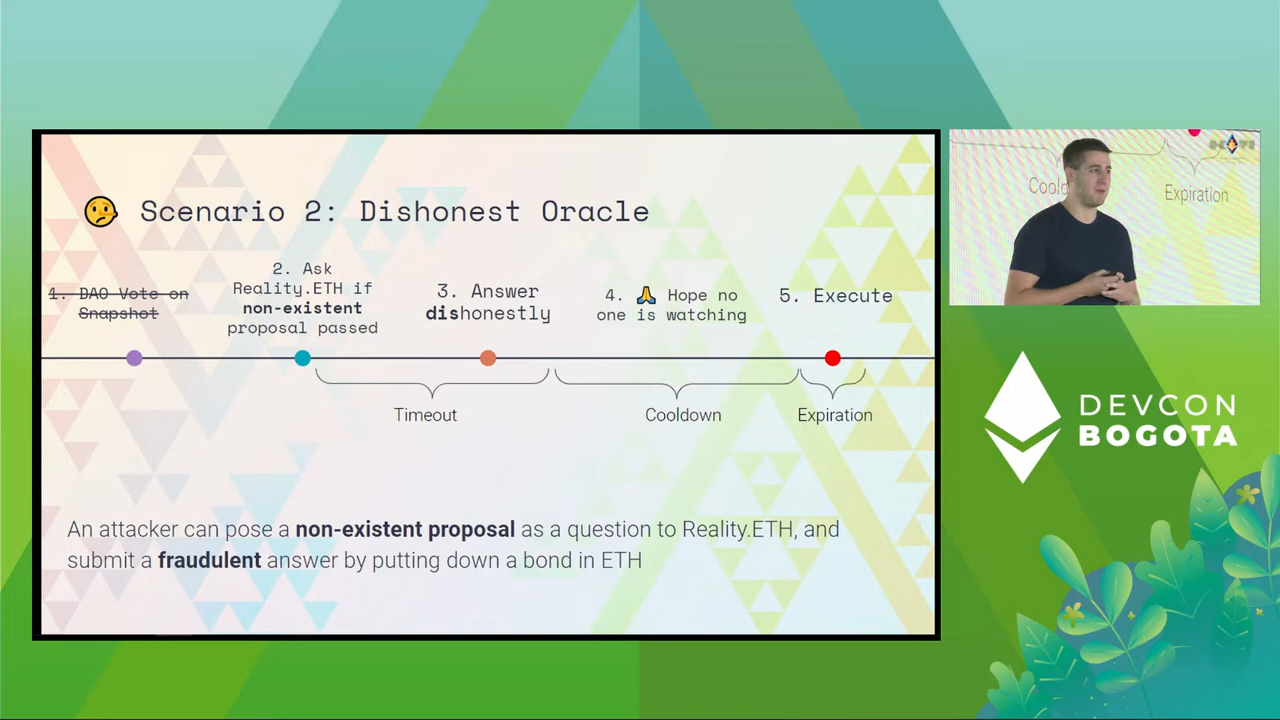 🤥 Scenario 2: Dishonest Oracle
1. DAO Vote on
Snapshot
2. Ask
Reality.ETH if
non-existent
proposal passed
3. Answer
dishonestly
4. 🙏 Hope no
one is watching
5. Execute
Timeout
Cooldown
Expiration
An attacker can pose a non-existent proposal as a question to Reality.ETH, and
submit a fraudulent answer by putting down a bond in ETH
Expiration
DEVCON
BOGOTA